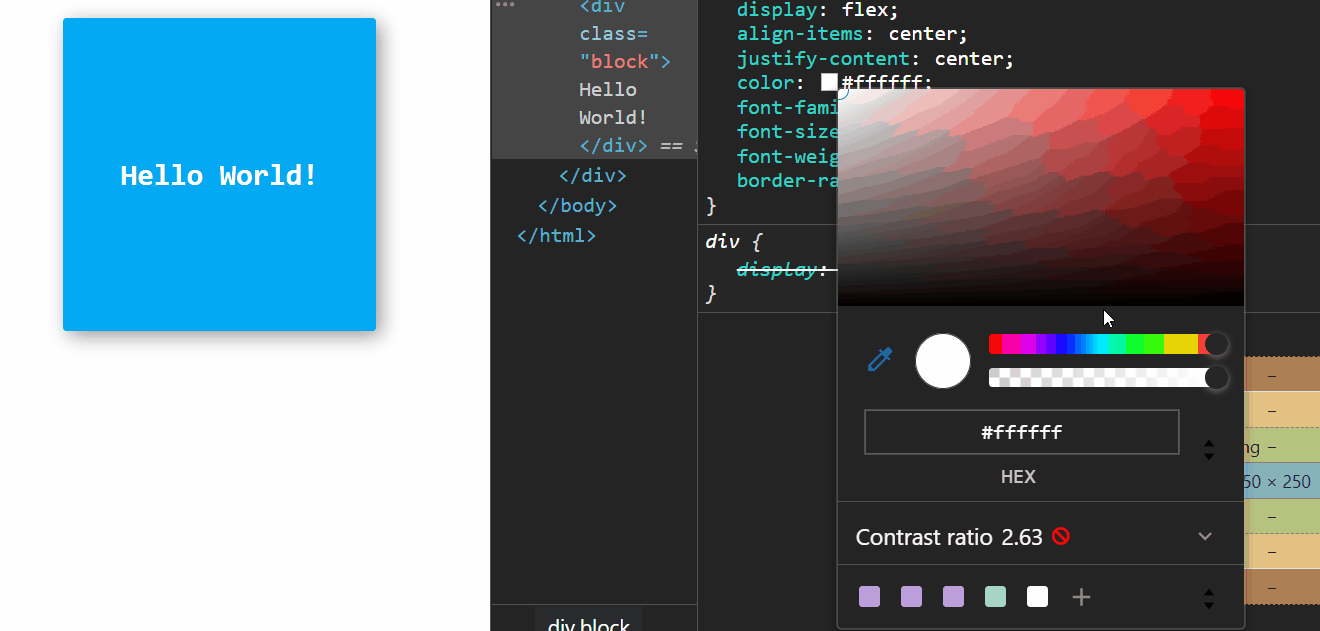 Hello World!
<div
class=
"block">
Hello
World!
</div> ==
</div>
</body>
</html>
div.block
display: flex;
align-items: center;
justify-content: center;
color: #ffffff;
font-fami
font-size
font-weig
border-ra
}
div {
display:
}
#ffffff
HEX
Contrast ratio 2.63
–
–
ng –
50 × 250
–
–
–